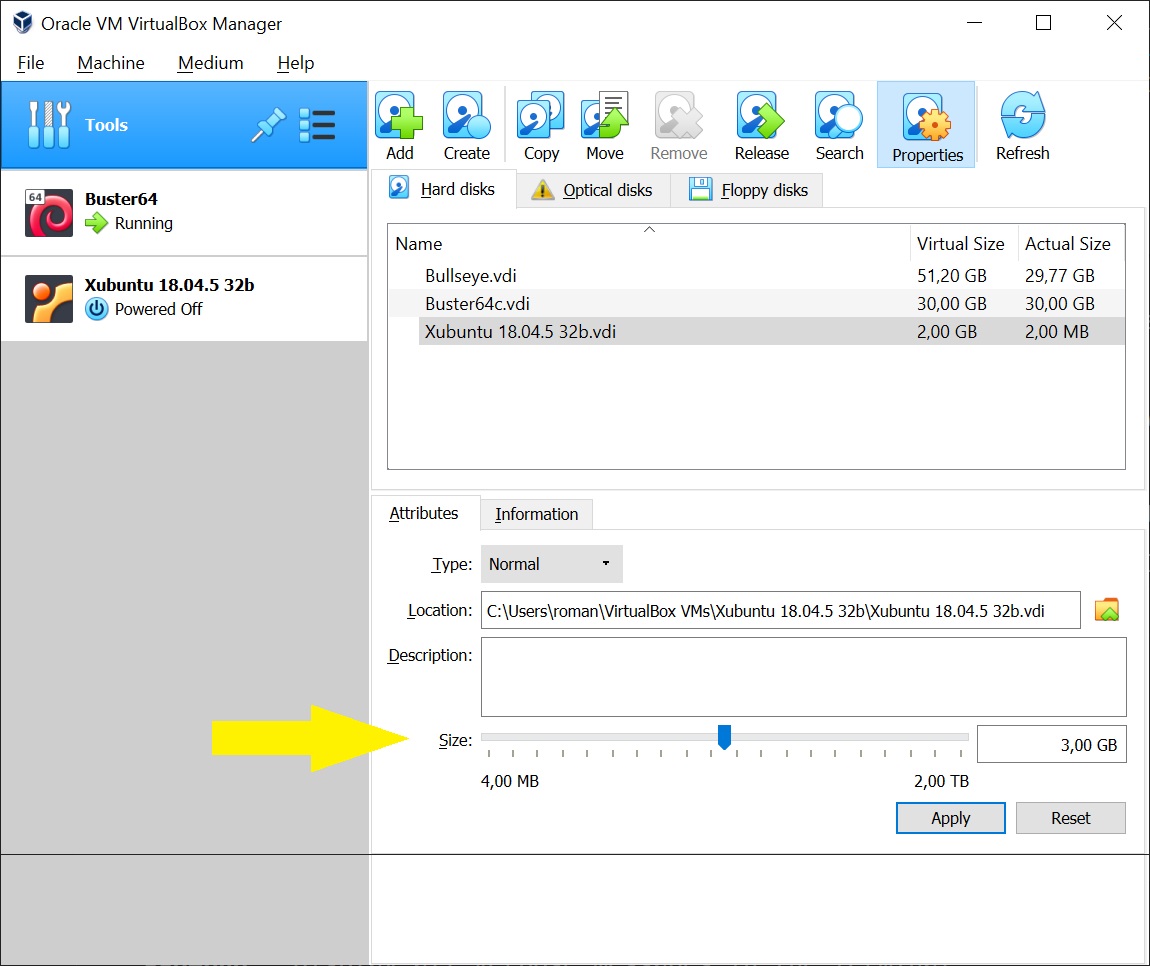 Oracle VM VirtualBox Manager
File Machine Medium Help
Tools
Add Create Copy Move Remove Release Search Properties Refresh
64
Buster64
Running
Xubuntu 18.04.5 32b
Powered Off
Hard disks Optical disks Floppy disks
Name Virtual Size Actual Size
Bullseye.vdi 51,20 GB 29,77 GB
Buster64c.vdi 30,00 GB 30,00 GB
Xubuntu 18.04.5 32b.vdi 2,00 GB 2,00 MB
Attributes Information
Type: Normal
Location: C:\Users\roman\VirtualBox VMs\Xubuntu 18.04.5 32b\Xubuntu 18.04.5 32b.vdi
Description:
Size: 3,00 GB
4,00 MB 2,00 TB
Apply Reset